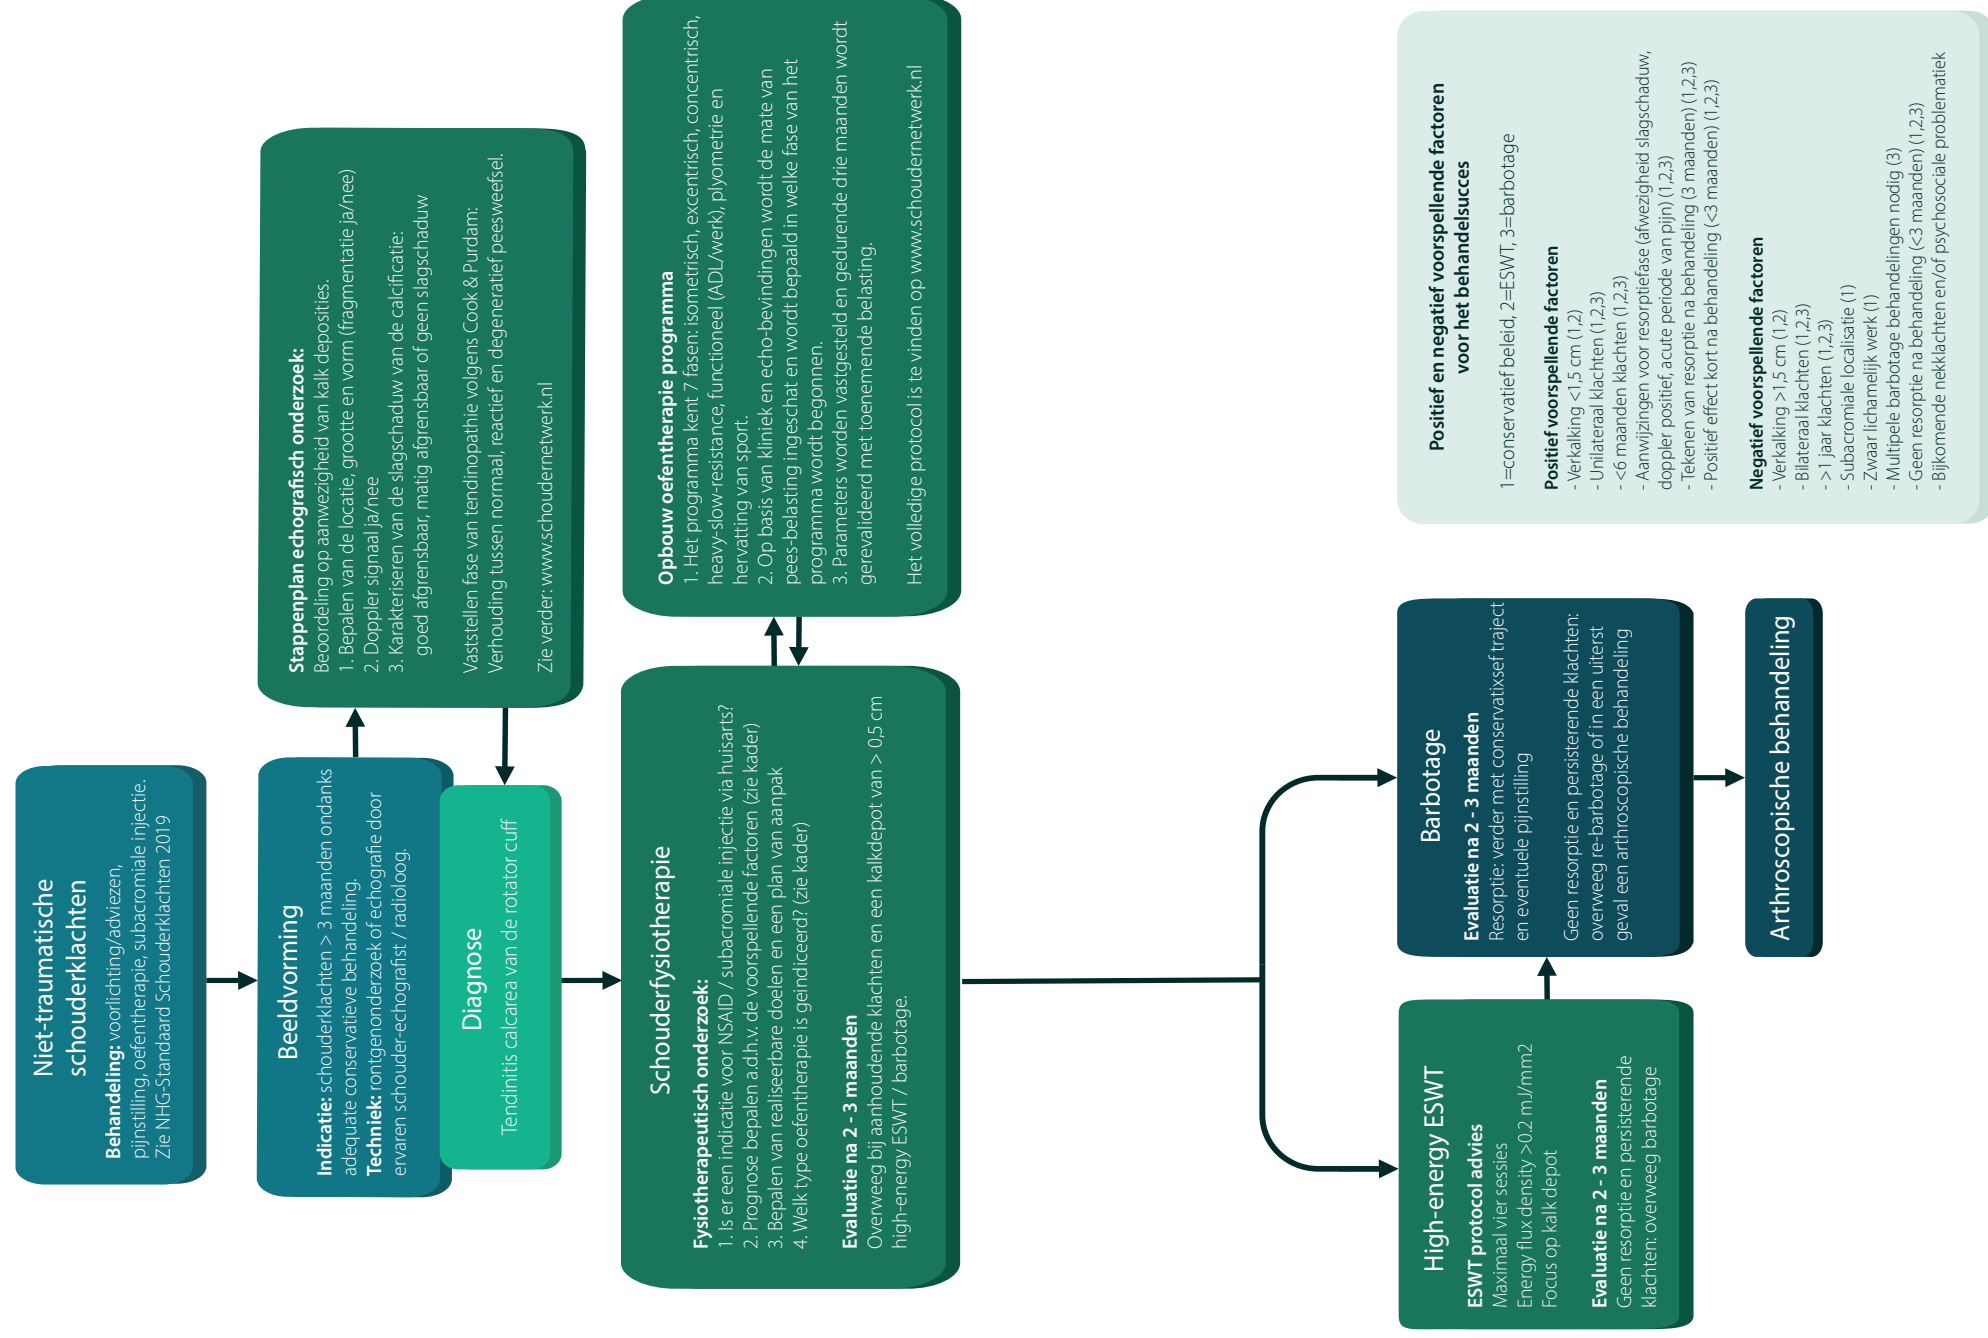 Niet-traumatische
schouderklachten
Behandeling: voorlichting/adviezen,
pijnstilling, oefentherapie, subacromiale injectie.
Zie NHG-Standaard Schouderklachten 2019
Beeldvorming
Indicatie: schouderklachten > 3 maanden ondanks
adequate conservatieve behandeling.
Techniek: rontgenonderzoek of echografie door
ervaren schouder-echografist / radioloog.
Stappenplan echografisch onderzoek:
Beoordeling op aanwezigheid van kalk deposities.
1. Bepalen van de locatie, grootte en vorm (fragmentatie ja/nee)
2. Doppler signaal ja/nee
3. Karakteriseren van de slagschaduw van de calcificatie:
goed afgrensbaar, matig afgrensbaar of geen slagschaduw
Vaststellen fase van tendinopathie volgens Cook & Purdam:
Verhouding tussen normaal, reactief en degeneratief peesweefsel.
Zie verder: www.schoudernetwerk.nl
Diagnose
Tendinitis calcarea van de rotator cuff
Schouderfysiotherapie
Fysiotherapeutisch onderzoek:
1. Is er een indicatie voor NSAID / subacromiale injectie via huisarts?
2. Prognose bepalen a.d.h.v. de voorspellende factoren (zie kader)
3. Bepalen van realiseerbare doelen en een plan van aanpak
4. Welk type oefentherapie is geindiceerd? (zie kader)
Evaluatie na 2 - 3 maanden
Overweeg bij aanhoudende klachten en een kalkdepot van > 0,5 cm
high-energy ESWT / barbotage.
Opbouw oefentherapie programma
1. Het programma kent 7 fasen: isometrisch, excentrisch, concentrisch,
heavy-slow-resistance, functioneel (ADL/werk), plyometrie en
hervatting van sport.
2. Op basis van kliniek en echo-bevindingen wordt de mate van
pees-belasting ingeschat en wordt bepaald in welke fase van het
programma wordt begonnen.
3. Parameters worden vastgesteld en gedurende drie maanden wordt
gerevalideerd met toenemende belasting.
Het volledige protocol is te vinden op www.schoudernetwerk.nl
High-energy ESWT
ESWT protocol advies
Maximaal vier sessies
Energy flux density >0.2 mJ/mm2
Focus op kalk depot
Evaluatie na 2 - 3 maanden
Geen resorptie en persisterende
klachten: overweeg barbotage
Barbotage
Evaluatie na 2 - 3 maanden
Resorptie: verder met conservatixsef traject
en eventuele pijnstilling
Geen resorptie en persisterende klachten:
overweeg re-barbotage of in een uiterst
geval een arthroscopische behandeling
Arthroscopische behandeling
Positief en negatief voorspellende factoren
voor het behandelsucces
1=conservatief beleid, 2=ESWT, 3=barbotage
Positief voorspellende factoren
- Verkalking <1,5 cm (1,2)
- Unilateraal klachten (1,2,3)
- <6 maanden klachten (1,2,3)
- Aanwijzingen voor resorptiefase (afwezigheid slagschaduw,
doppler positief, acute periode van pijn) (1,2,3)
- Tekenen van resorptie na behandeling (3 maanden) (1,2,3)
- Positief effect kort na behandeling (<3 maanden) (1,2,3)
Negatief voorspellende factoren
- Verkalking >1,5 cm (1,2)
- Bilateraal klachten (1,2,3)
- >1 jaar klachten (1,2,3)
- Subacromiale localisatie (1)
- Zwaar lichamelijk werk (1)
- Multipele barbotage behandelingen nodig (3)
- Geen resorptie na behandeling (<3 maanden) (1,2,3)
- Bijkomende nekklachten en/of psychosociale problematiek